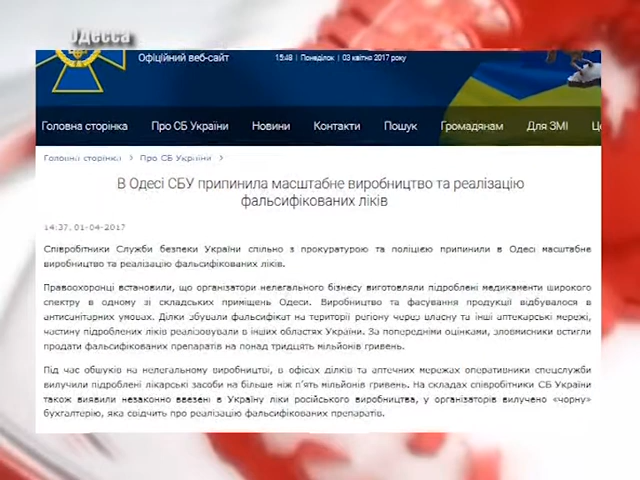 Одесса
Офіційний веб-сайт
15:48 | Понеділок | 03 квітня 2017 року
Головна сторінка Про СБ України Новини Контакти Пошук Громадянам Для ЗМІ
Головна сторінка > Про СБ України >
В Одесі СБУ припинила масштабне виробництво та реалізацію
фальсифікованих ліків
14:37, 01-04-2017
Співробітники Служби безпеки України спільно з прокуратурою та поліцією припинили в Одесі масштабне
виробництво та реалізацію фальсифікованих ліків.
Правоохоронці встановили, що організатори нелегального бізнесу виготовляли підроблені медикаменти широкого
спектру в одному зі складських приміщень Одеси. Виробництво та фасування продукції відбувалося в
антисанітарних умовах. Ділки збували фальсифікат на території регіону через власну та інші аптекарські мережі,
частину підроблених ліків реалізовували в інших областях України. За попередніми оцінками, зловмисники встигли
продати фальсифікованих препаратів на понад тридцять мільйонів гривень.
Під час обшуків на нелегальному виробництві, в офісах ділків та аптечних мережах оперативники спецслужби
вилучили підроблені лікарські засоби на більше ніж п'ять мільйонів гривень. На складах співробітники СБ України
також виявили незаконно ввезені в Україну ліки російського виробництва, у організаторів вилучено «чорну»
бухгалтерію, яка свідчить про реалізацію фальсифікованих препаратів.